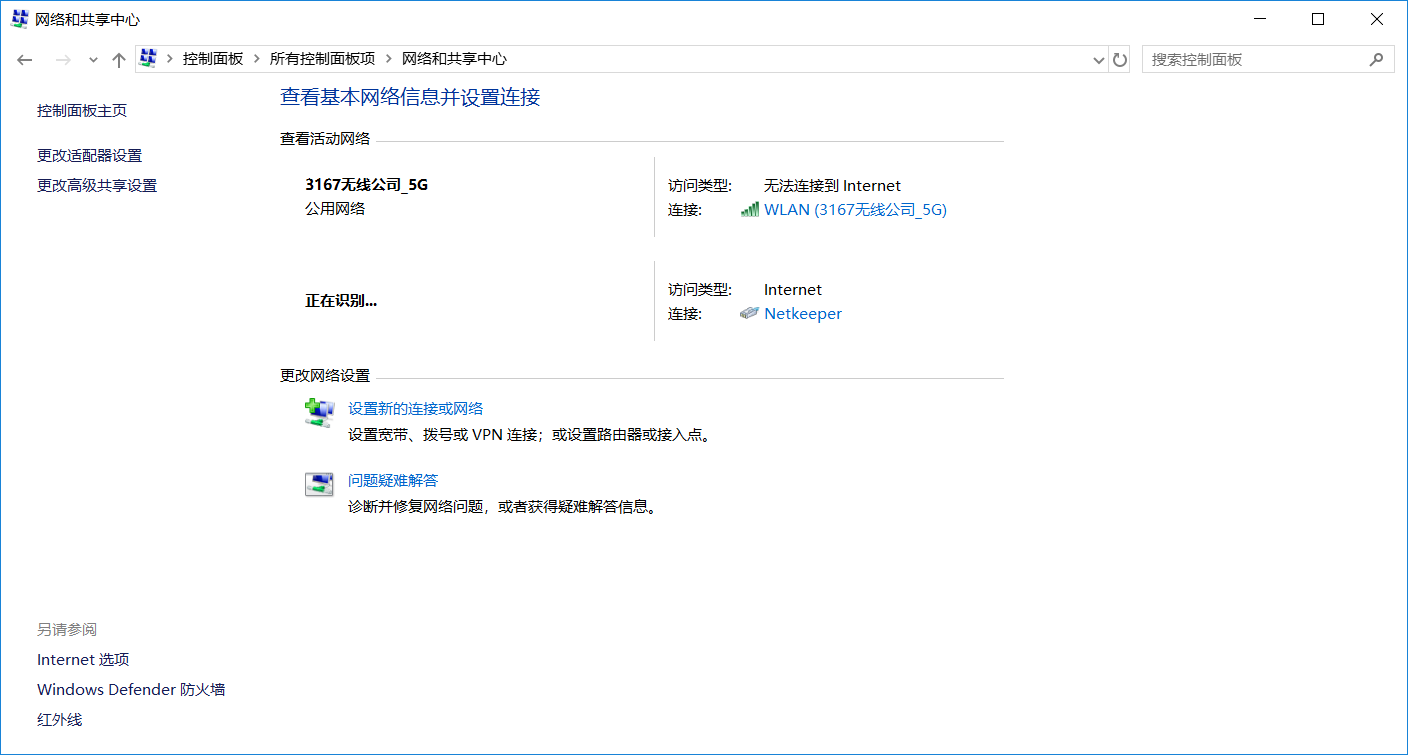 网络和共享中心
控制面板 > 所有控制面板项 > 网络和共享中心
搜索控制面板
控制面板主页
更改适配器设置
更改高级共享设置
查看基本网络信息并设置连接
查看活动网络
3167无线公司_5G
公用网络
访问类型: 无法连接到 Internet
连接: WLAN (3167无线公司_5G)
正在识别...
访问类型: Internet
连接: Netkeeper
更改网络设置
设置新的连接或网络
设置宽带、拨号或 VPN 连接；或设置路由器或接入点。
问题疑难解答
诊断并修复网络问题，或者获得疑难解答信息。
另请参阅
Internet 选项
Windows Defender 防火墙
红外线